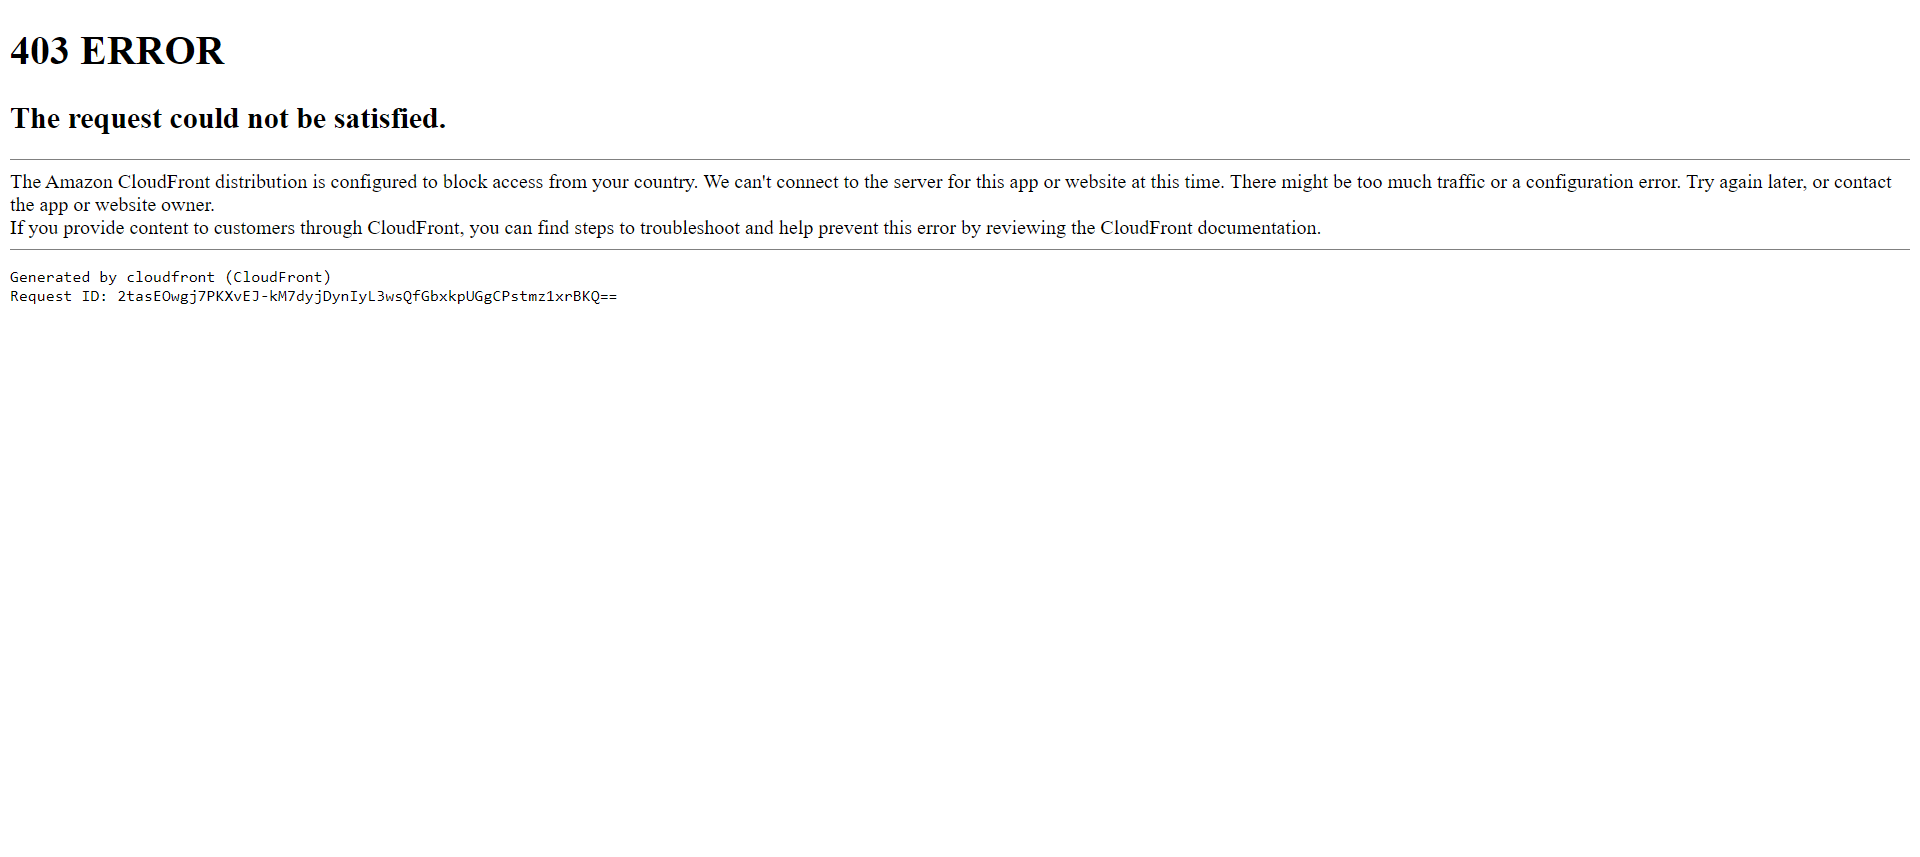 403 ERROR
The request could not be satisfied.
The Amazon CloudFront distribution is configured to block access from your country. We can't connect to the server for this app or website at this time. There might be too much traffic or a configuration error. Try again later, or contact
the app or website owner.
If you provide content to customers through CloudFront, you can find steps to troubleshoot and help prevent this error by reviewing the CloudFront documentation.
Generated by cloudfront (CloudFront)
Request ID: 2tasEOwgj7PKXvEJ-kM7dyjDynIyL3wsQfGbxkpUGgCPstmz1xrBKQ==